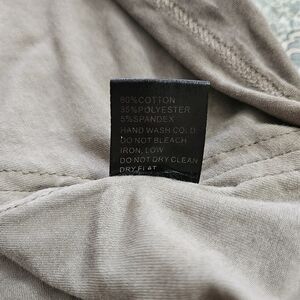 60%COTTON
35%POLYESTER
5%SPANDEX
HAND WASH COLD
DO NOT BLEACH
IRON, LOW
DO NOT DRY CLEAN
DRY FLAT